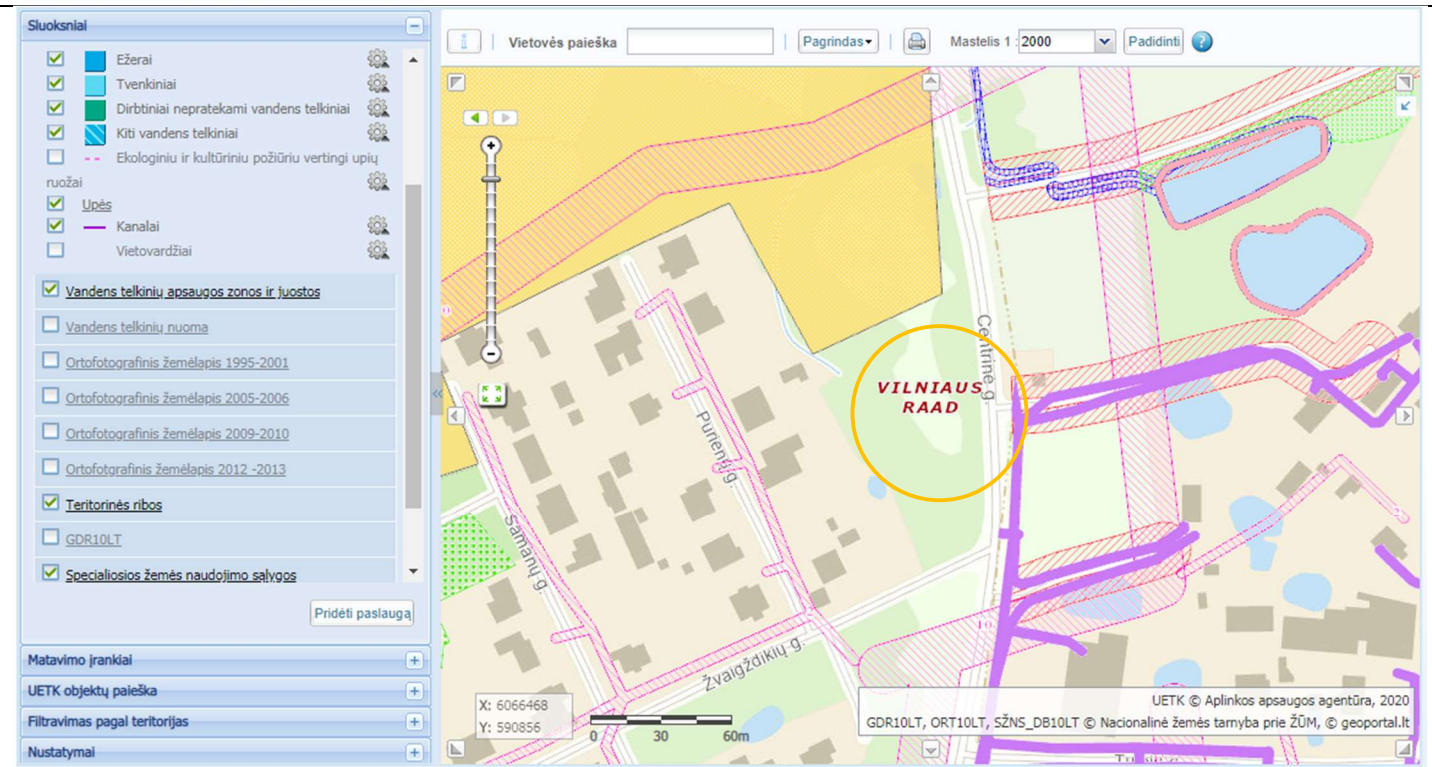 Sluoksniai
Ežerai
Tvenkiniai
Dirbtiniai nepratekami vandens telkiniai
Kiti vandens telkiniai
Ekologiniu ir kultūriniu požiūriu vertingi upių
ruožai
Upės
Kanalai
Vietovardžiai
Vandens telkinių apsaugos zonos ir juostos
Vandens telkinių nuoma
Ortofotografinis žemėlapis 1995-2001
Ortofotografinis žemėlapis 2005-2006
Ortofotografinis žemėlapis 2009-2010
Ortofotografinis žemėlapis 2012 -2013
Teritorinės ribos
GDR10LT
Specialiosios žemės naudojimo sąlygos
Pridėti paslaugą
Matavimo įrankiai
UETK objektų paieška
Filtravimas pagal teritorijas
Nustatymai
Vietovės paieška
Pagrindas
Mastelis 1 : 2000
Padidinti
Centrinė g.
VILNIAUS
RAAD
Purienų g.
Samanų g.
Žvaigždikių g.
10
X: 6066468
Y: 590856
0 30 60m
UETK © Aplinkos apsaugos agentūra, 2020
GDR10LT, ORT10LT, SŽNS_DB10LT © Nacionalinė žemės tarnyba prie ŽŪM, © geoportal.lt